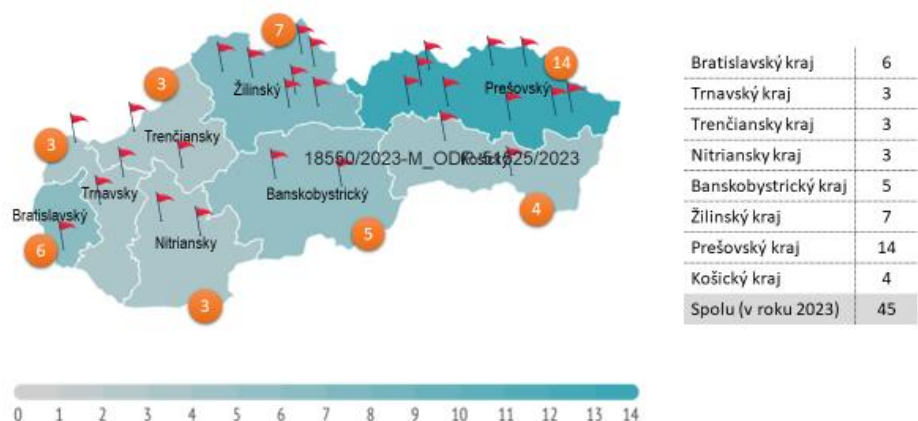 7
14
3
3
Žilinský
Prešovský
Trenčiansky
18550/2023-M_ODP
51625/2023
Trnavský
Banskobystrický
Bratislavský
Nitriansky
6
5
4
3
Bratislavský kraj 6
Trnavský kraj 3
Trenčiansky kraj 3
Nitriansky kraj 3
Banskobystrický kraj 5
Žilinský kraj 7
Prešovský kraj 14
Košický kraj 4
Spolu (v roku 2023) 45
0 1 2 3 4 5 6 7 8 9 10 11 12 13 14